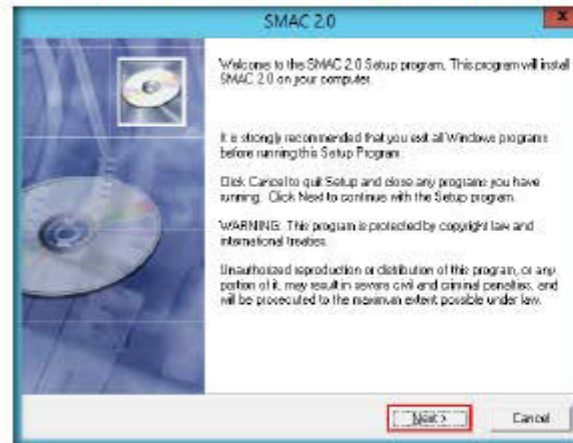 SMAC 2.0
Welcome to the SMAC 2.0 Setup program. This program will install
SMAC 2.0 on your computer.
It is strongly recommended that you exit all Windows programs
before running this Setup Program.
Click Cancel to quit Setup and close any programs you have
running. Click Next to continue with the Setup program.
WARNING: This program is protected by copyright law and
international treaties.
Unauthorized reproduction or distribution of this program, or any
portion of it, may result in severe civil and criminal penalties, and
will be prosecuted to the maximum extent possible under law.
Next >
Cancel